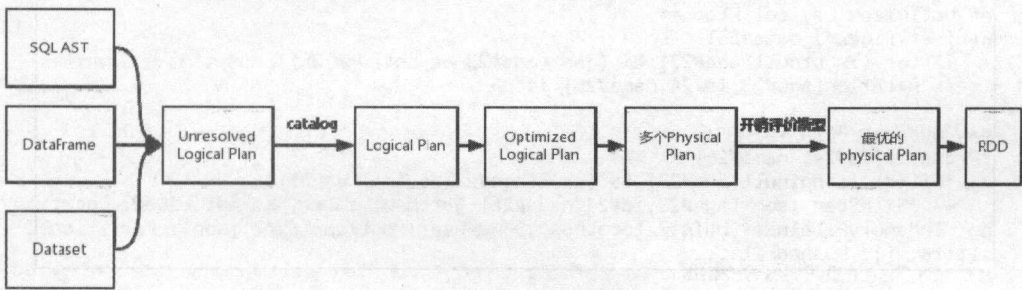 SQL AST
DataFrame
Dataset
Unresolved
Logical Plan
catalog
Logical Plan
Optimized
Logical Plan
多个Physical
Plan
开销评价模型
最优的
physical Plan
RDD